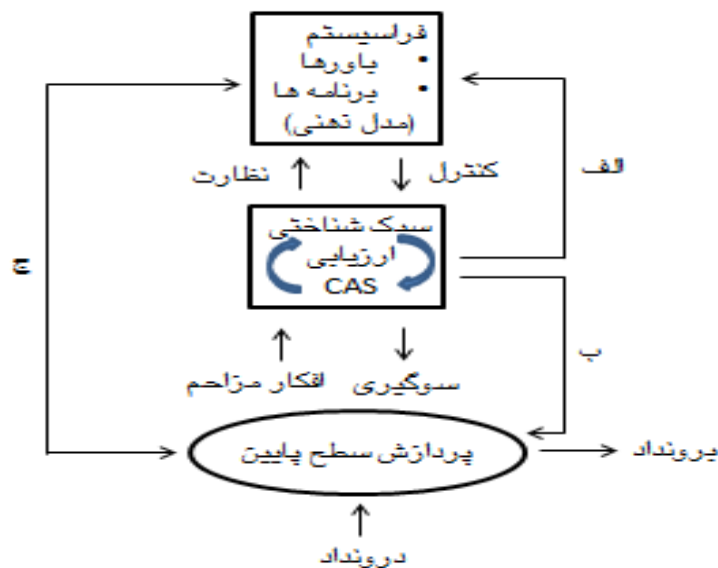 فراسیستم
• باورها
• برنامه ها
(مدل ذهنی)
نظارت
کنترل
الف
سبک شناختی
ارزیابی
CAS
ج
ب
افکار مزاحم
سوگیری
پردازش سطح پایین
برونداد
درونداد